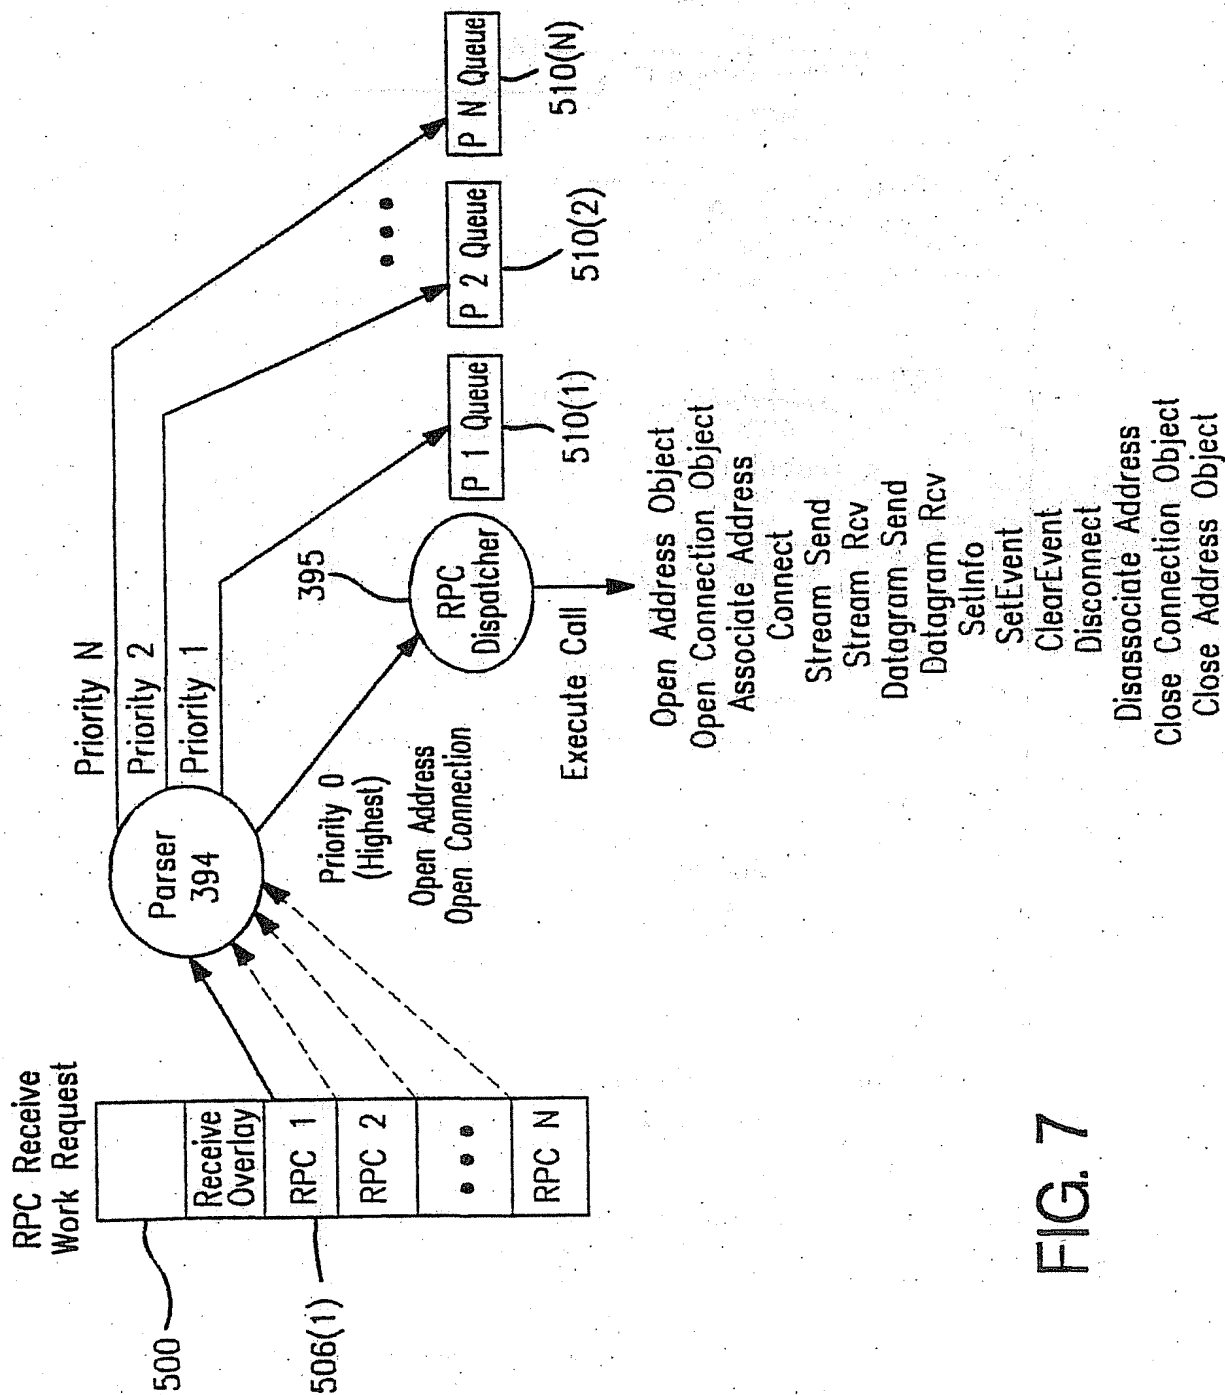 RPC Receive
Work Request
500
Receive
Overlay
RPC 1
506(1)
RPC 2
RPC N
Parser
394
Priority N
Priority 2
Priority 1
Priority 0
(Highest)
Open Address
Open Connection
395
RPC
Dispatcher
P 1 Queue
510(1)
P 2 Queue
510(2)
P N Queue
510(N)
Execute Call
Open Address Object
Open Connection Object
Associate Address
Connect
Stream Send
Stream Rcv
Datagram Send
Datagram Rcv
SetInfo
SetEvent
ClearEvent
Disconnect
Disassociate Address
Close Connection Object
Close Address Object
FIG. 7